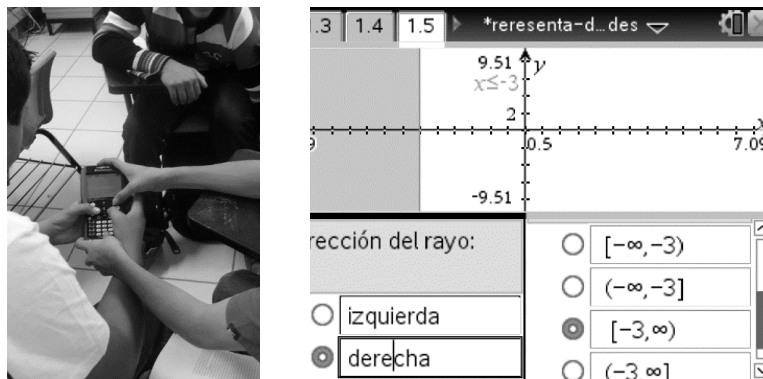 .3 1.4 1.5 *reresenta-d...des
9.51 y
x≤-3
2
x
0.5 7.09
-9.51
rección del rayo:
izquierda
derecha
[-∞,-3)
(-∞,-3]
[-3,∞)
(-3,∞]